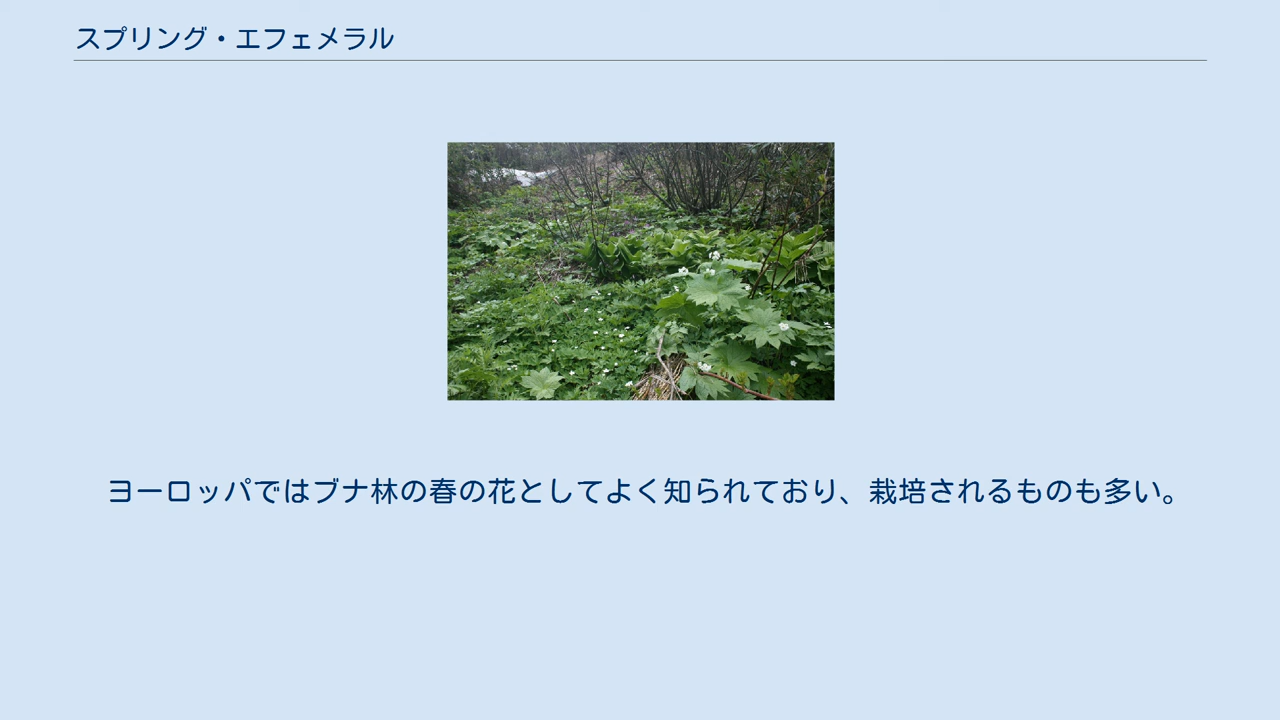 スプリング・エフェメラル
ヨーロッパではブナ林の春の花としてよく知られており、栽培されるものも多い。